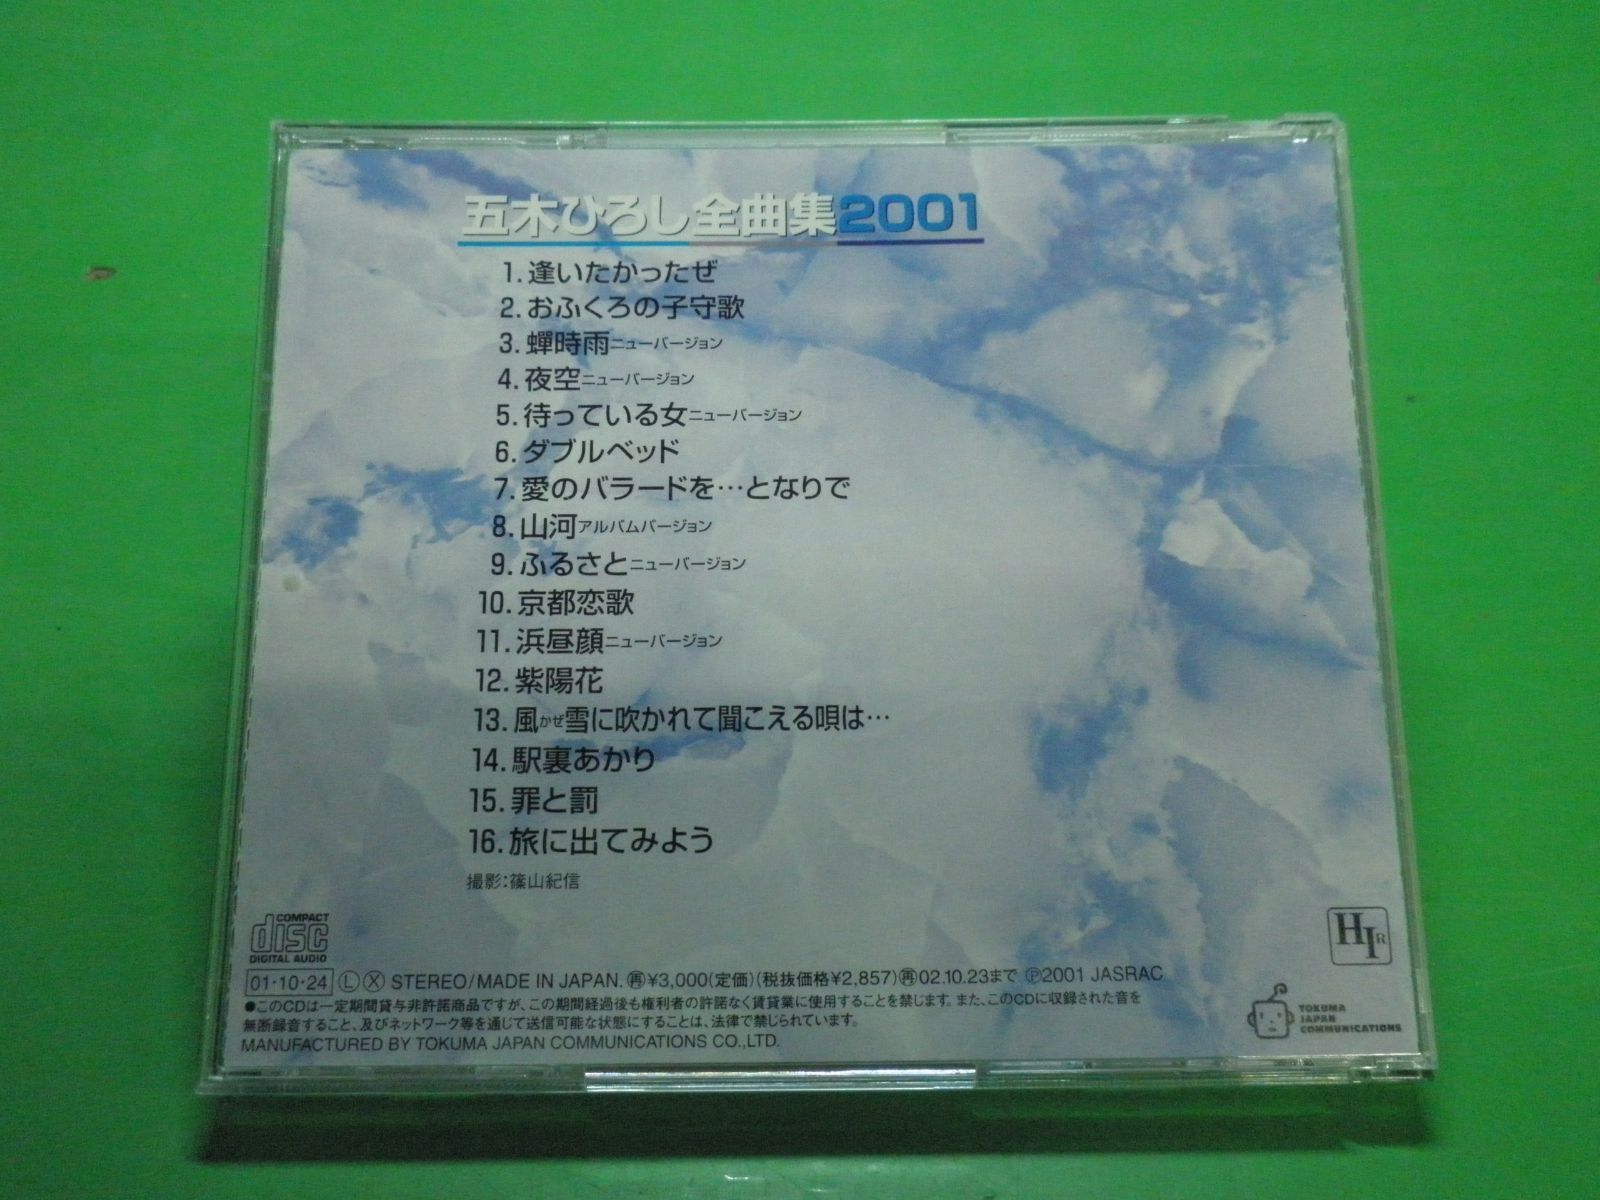 五木ひろし全曲集2001
1.逢いたかったぜ
2.おふくろの子守歌
3.蟬時雨ニューバージョン
4.夜空ニューバージョン
5.待っている女ニューバージョン
6.ダブルベッド
7.愛のバラードを…となりで
8.山河アルバムバージョン
9.ふるさとニューバージョン
10.京都恋歌
11.浜昼顔ニューバージョン
12.紫陽花
13.風かぜ雪に吹かれて聞こえる唄は…
14.駅裏あかり
15.罪と罰
16.旅に出てみよう
撮影:篠山紀信
COMPACT
disc
DIGITAL AUDIO
HIR
01・10・24 Ⓛ Ⓧ STEREO/MADE IN JAPAN. ㊥¥3,000(定価)(税抜価格¥2,857)㊥02.10.23まで Ⓟ2001 JASRAC
●このCDは一定期間貸与非許諾商品ですが、この期間経過後も権利者の許諾なく賃貸業に使用することを禁じます。また、このCDに収録された音を
無断録音すること、及びネットワーク等を通じて送信可能な状態にすることは、法律で禁じられています。
MANUFACTURED BY TOKUMA JAPAN COMMUNICATIONS CO.,LTD.
TOKUMA
JAPAN
COMMUNICATIONS